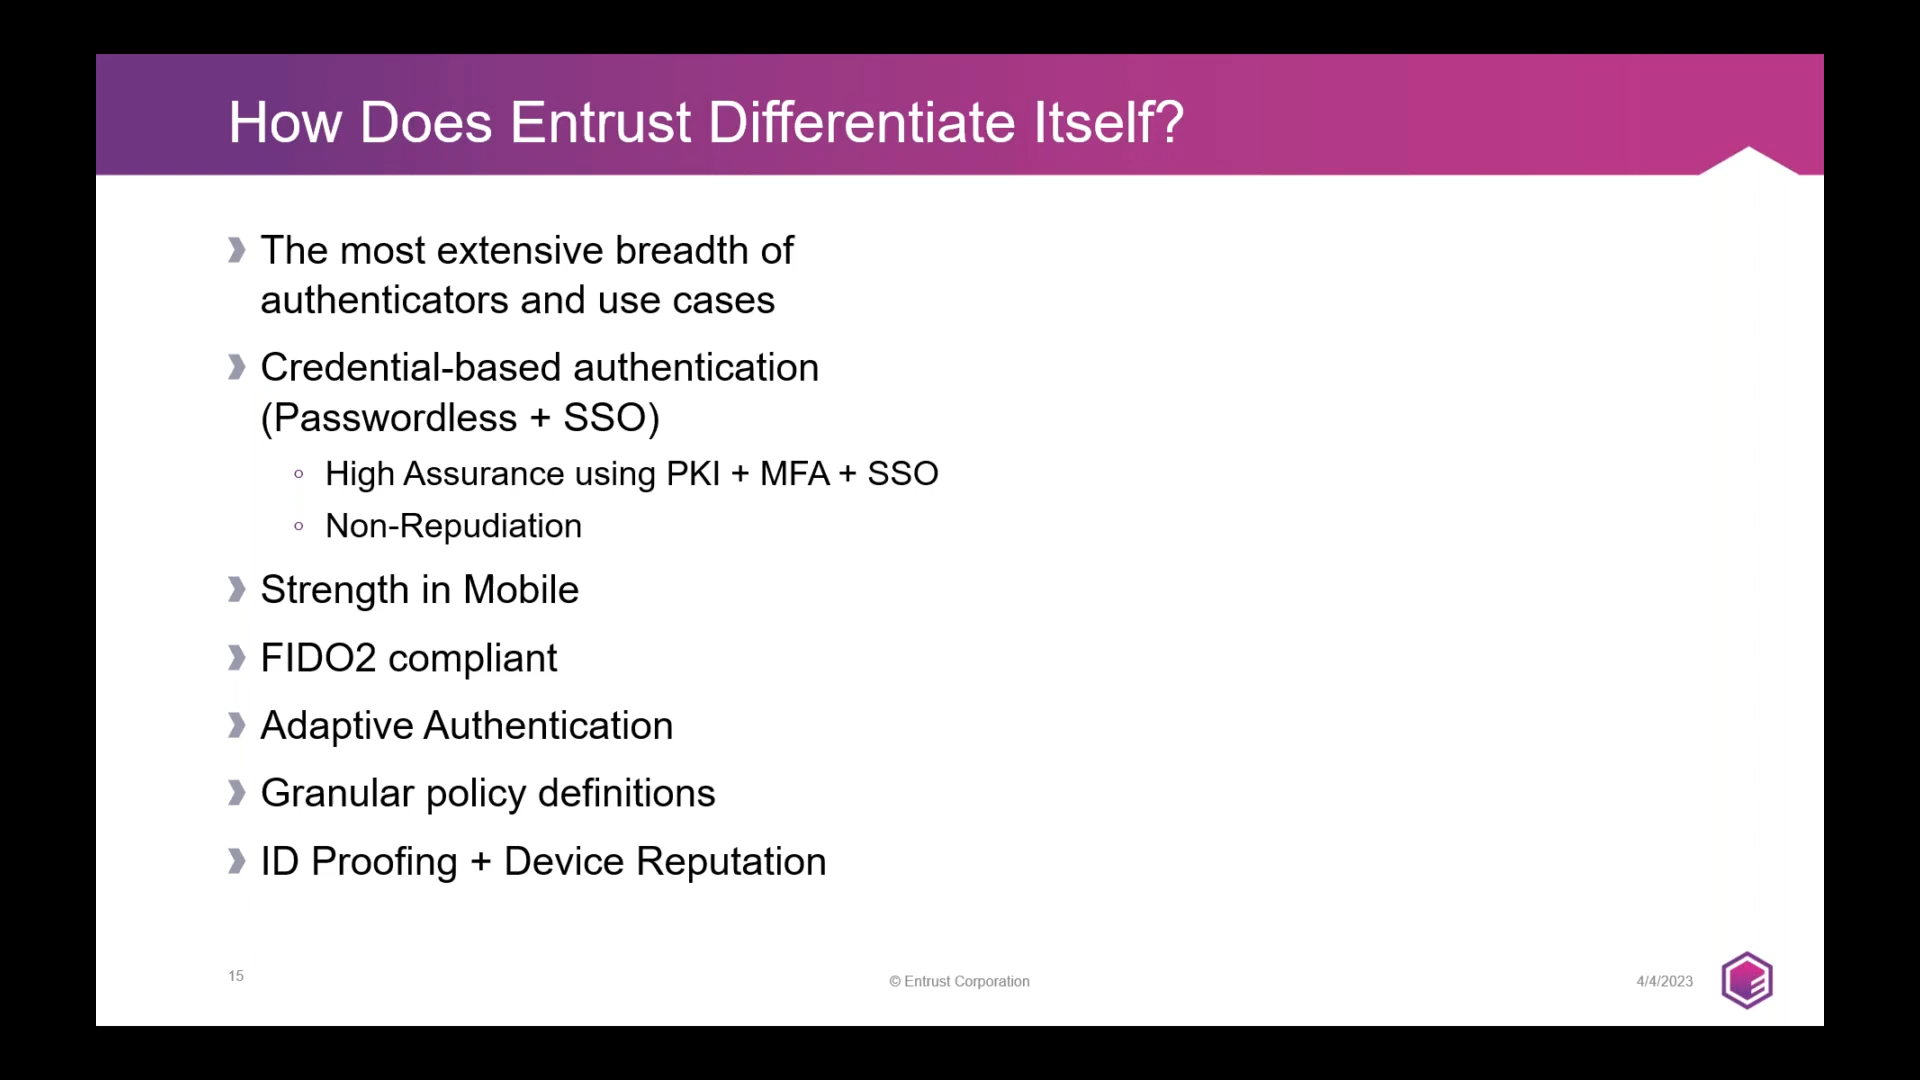 How Does Entrust Differentiate Itself?
The most extensive breadth of
authenticators and use cases
Credential-based authentication
(Passwordless + SSO)
High Assurance using PKI + MFA + SSO
Non-Repudiation
Strength in Mobile
FIDO2 compliant
Adaptive Authentication
Granular policy definitions
ID Proofing + Device Reputation
15
© Entrust Corporation
4/4/2023